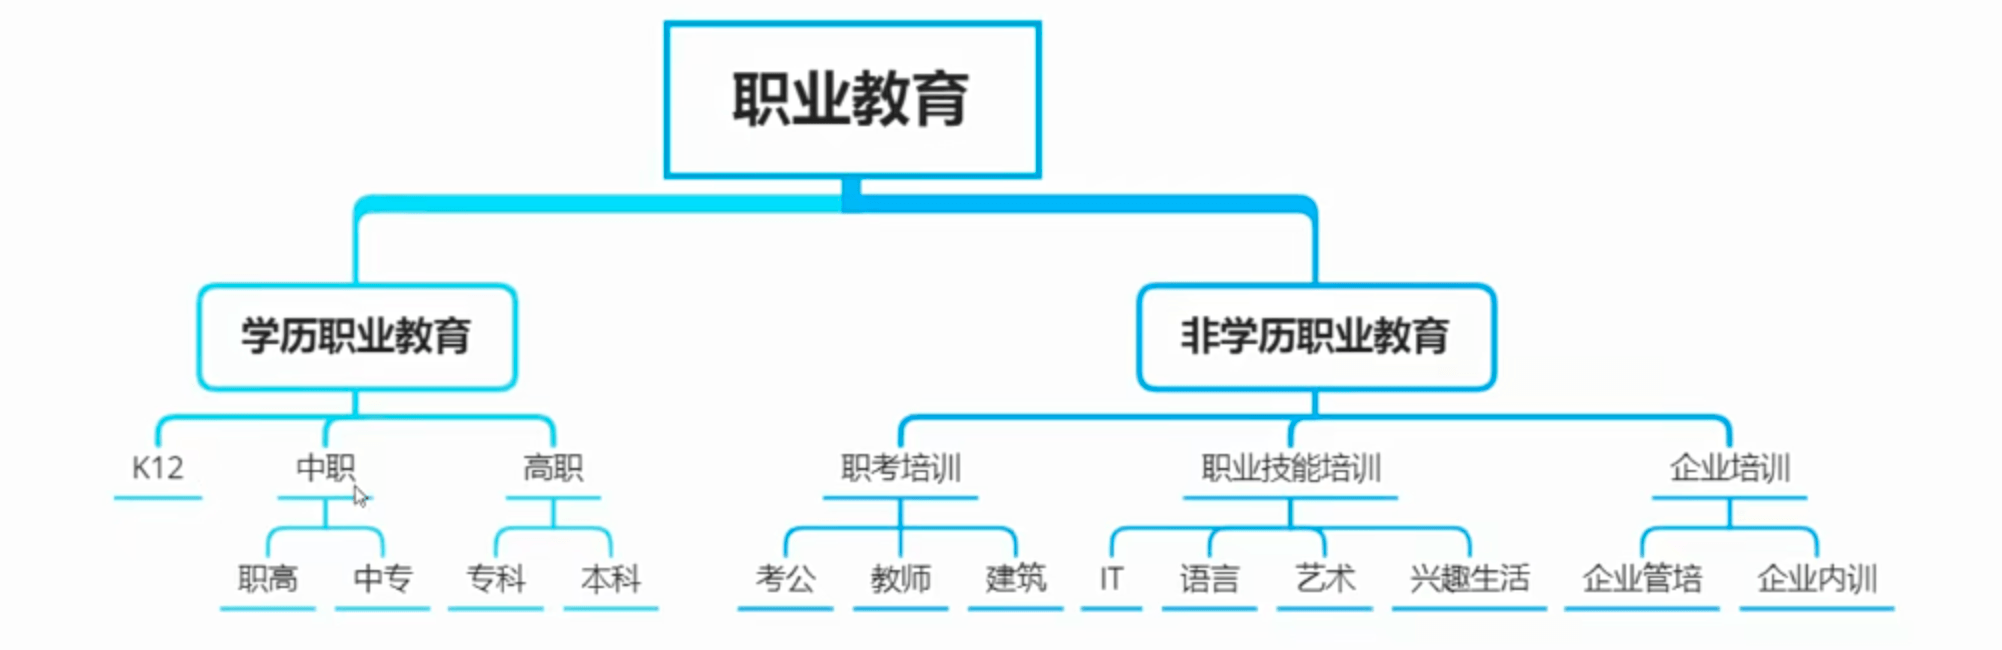 职业教育
学历职业教育
非学历职业教育
K12
中职
高职
职考培训
职业技能培训
企业培训
职高
中专
专科
本科
考公
教师
建筑
IT
语言
艺术
兴趣生活
企业管培
企业内训